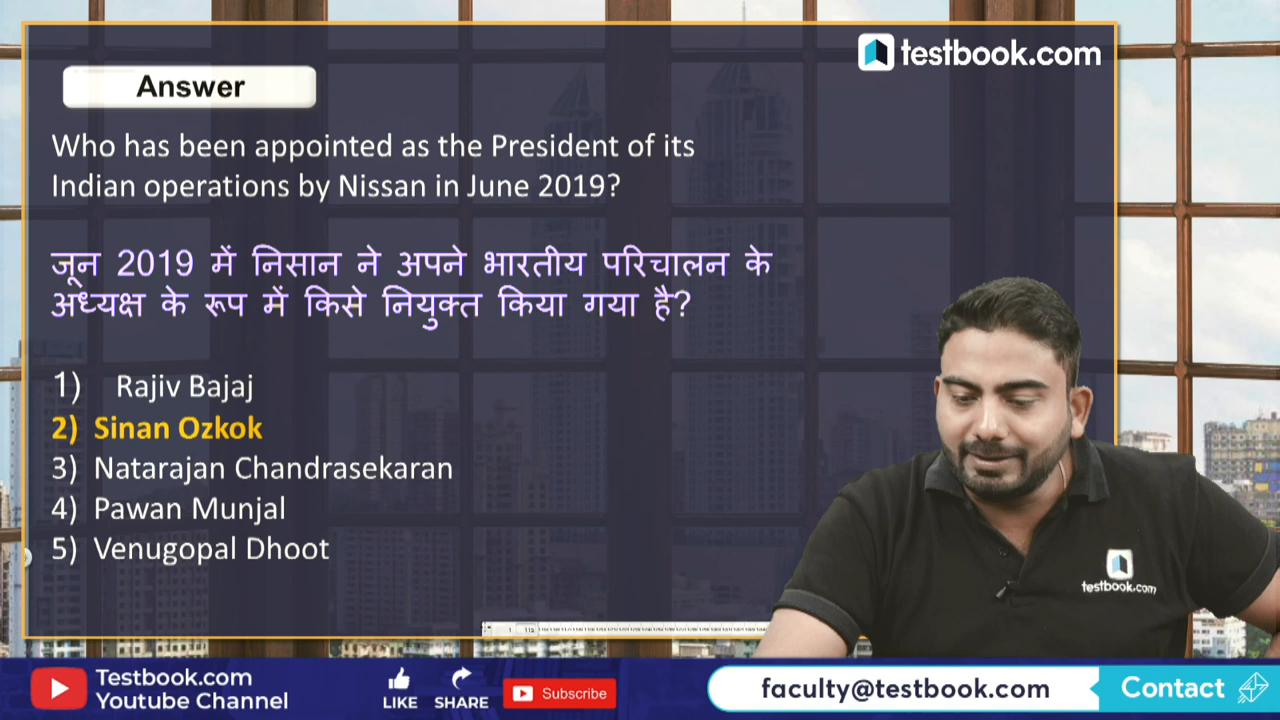 testbook.com
Answer
Who has been appointed as the President of its
Indian operations by Nissan in June 2019?
जून 2019 में निसान ने अपने भारतीय परिचालन के
अध्यक्ष के रूप में किसे नियुक्त किया गया है?
1) Rajiv Bajaj
2) Sinan Ozkok
3) Natarajan Chandrasekaran
4) Pawan Munjal
5) Venugopal Dhoot
testbook.com
Testbook.com
Youtube Channel
LIKE
SHARE
Subscribe
faculty@testbook.com
Contact